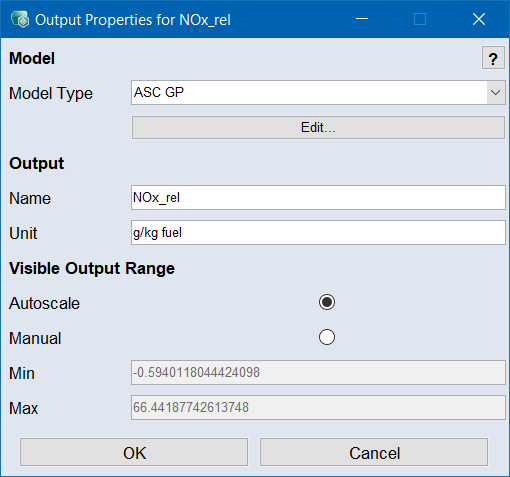 Output Properties for NOx_rel
Model
?
Model Type
ASC GP
Edit...
Output
Name
NOx_rel
Unit
g/kg fuel
Visible Output Range
Autoscale
Manual
Min
-0.5940118044424098
Max
66.44187742613748
OK
Cancel